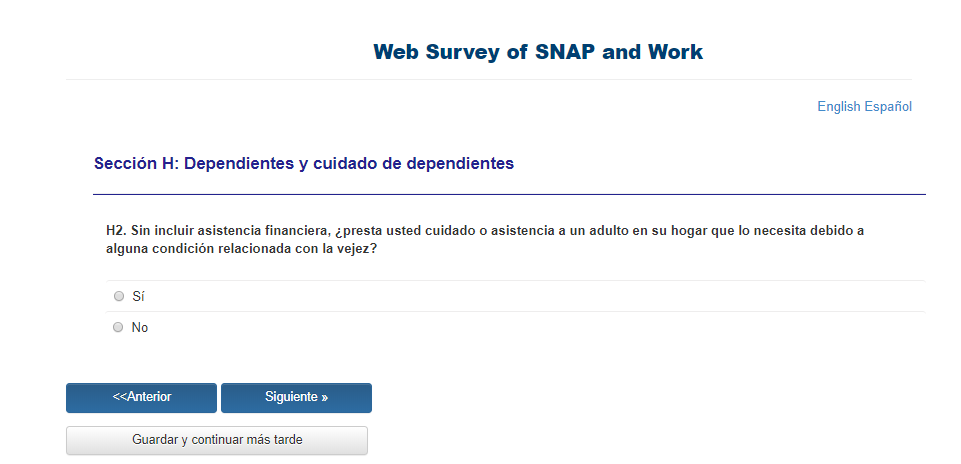 Web Survey of SNAP and Work
English Español
Sección H: Dependientes y cuidado de dependientes
H2. Sin incluir asistencia financiera, ¿presta usted cuidado o asistencia a un adulto en su hogar que lo necesita debido a
alguna condición relacionada con la vejez?
Sí
No
<<Anterior Siguiente »
Guardar y continuar más tarde